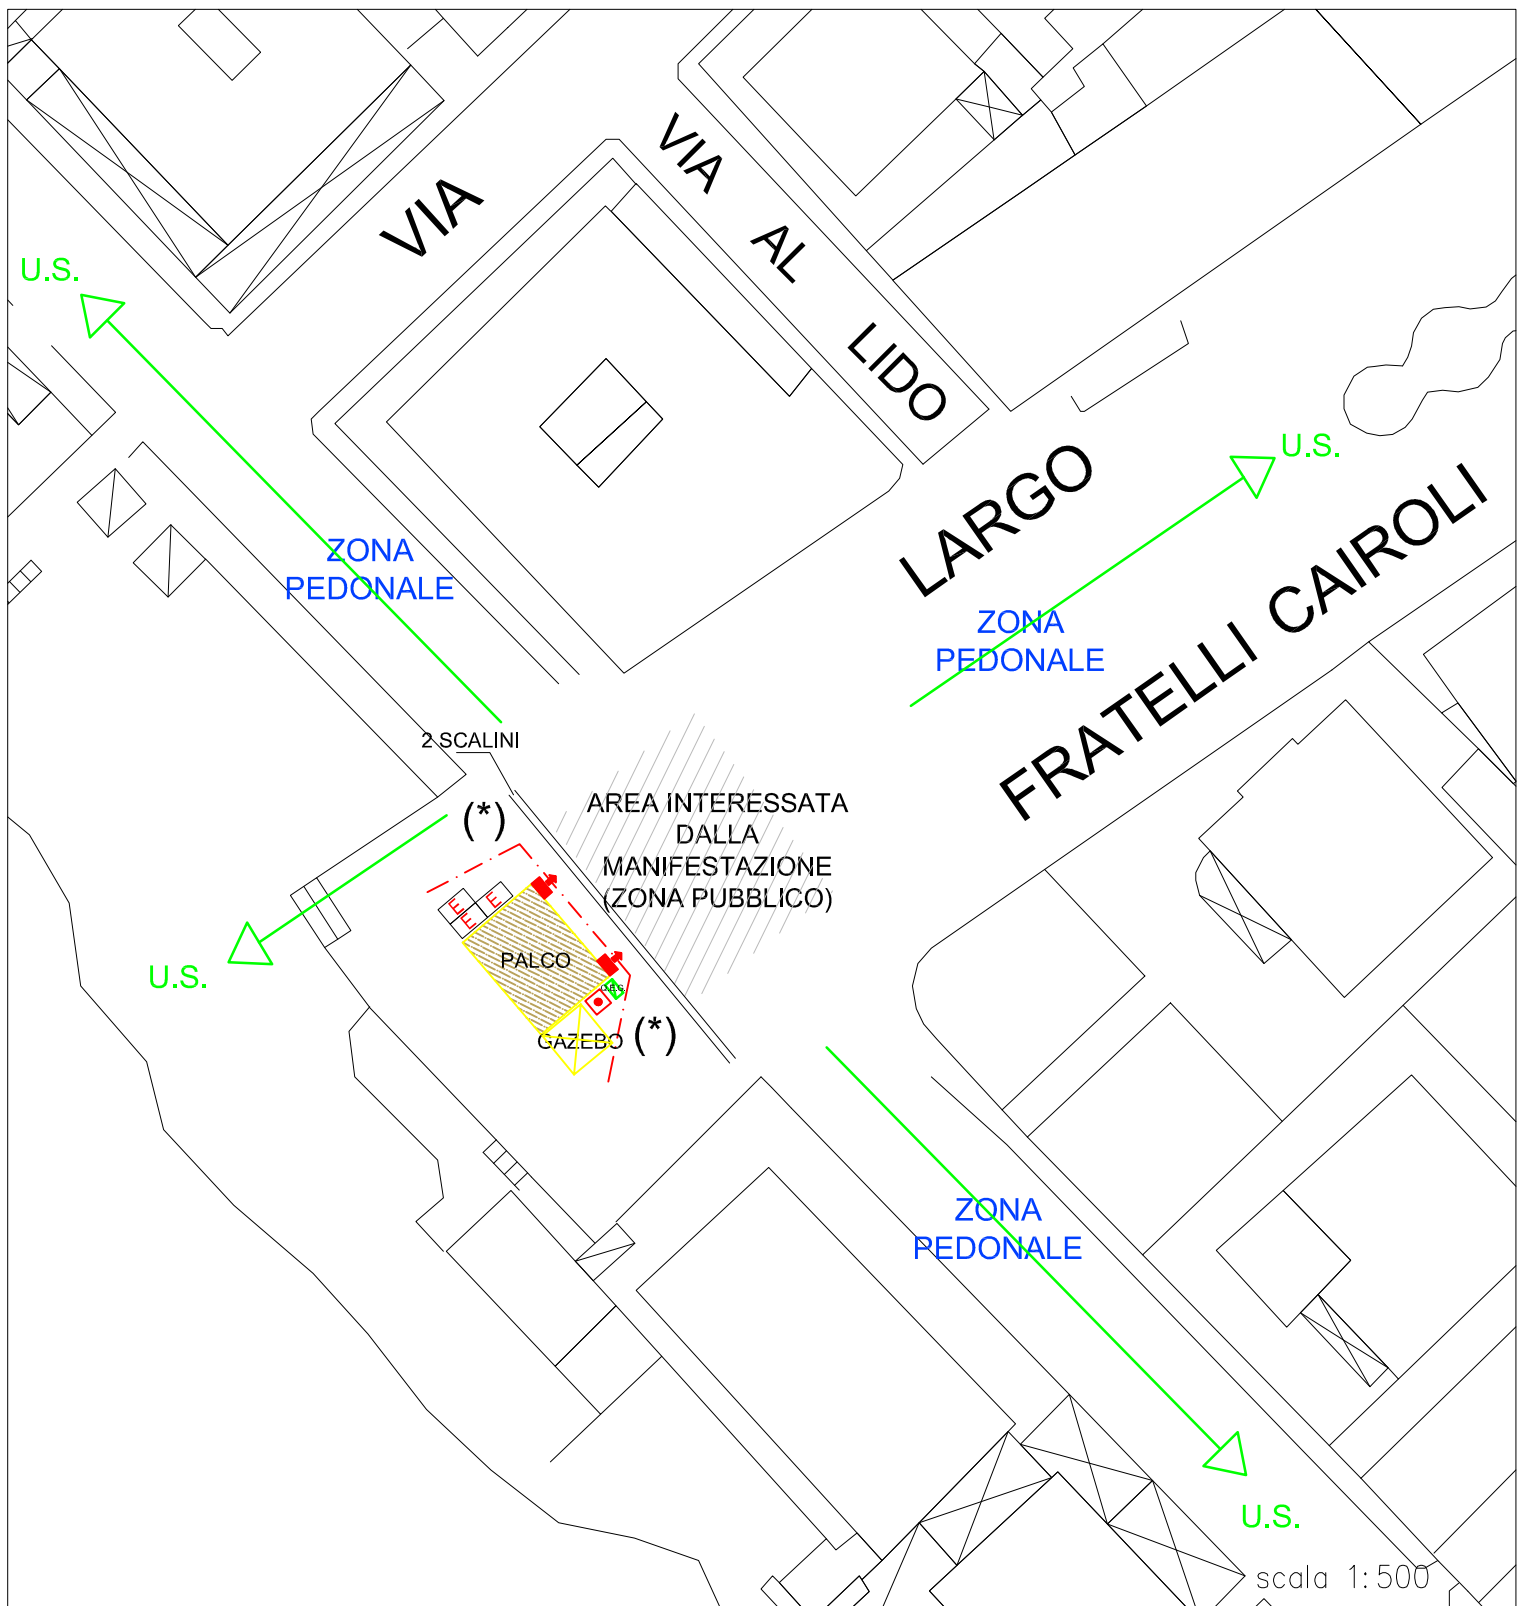 VIA
VIA
AL
LIDO
U.S.
LARGO
FRATELLI CAIROLI
U.S.
ZONA
PEDONALE
ZONA
PEDONALE
2 SCALINI
(*)
AREA INTERESSATA
DALLA
MANIFESTAZIONE
(ZONA PUBBLICO)
E
E
E
PALCO
U.S.
Q.E.G.
GAZEBO
(*)
ZONA
PEDONALE
U.S.
scala 1:500